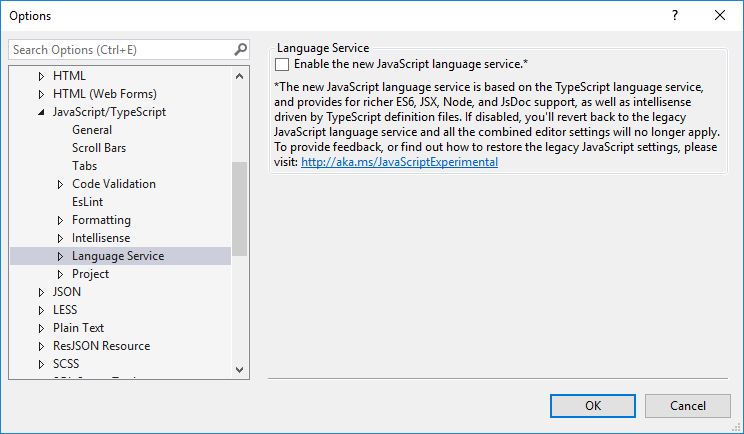 Options
?
Search Options (Ctrl+E)
HTML
HTML (Web Forms)
JavaScript/TypeScript
General
Scroll Bars
Tabs
Code Validation
EsLint
Formatting
Intellisense
Language Service
Project
JSON
LESS
Plain Text
ResJSON Resource
SCSS
Language Service
Enable the new JavaScript language service.*
*The new JavaScript language service is based on the TypeScript language service,
and provides for richer ES6, JSX, Node, and JsDoc support, as well as intellisense
driven by TypeScript definition files. If disabled, you'll revert back to the legacy
JavaScript language service and all the combined editor settings will no longer apply.
To provide feedback, or find out how to restore the legacy JavaScript settings, please
visit: http://aka.ms/JavaScriptExperimental
OK
Cancel